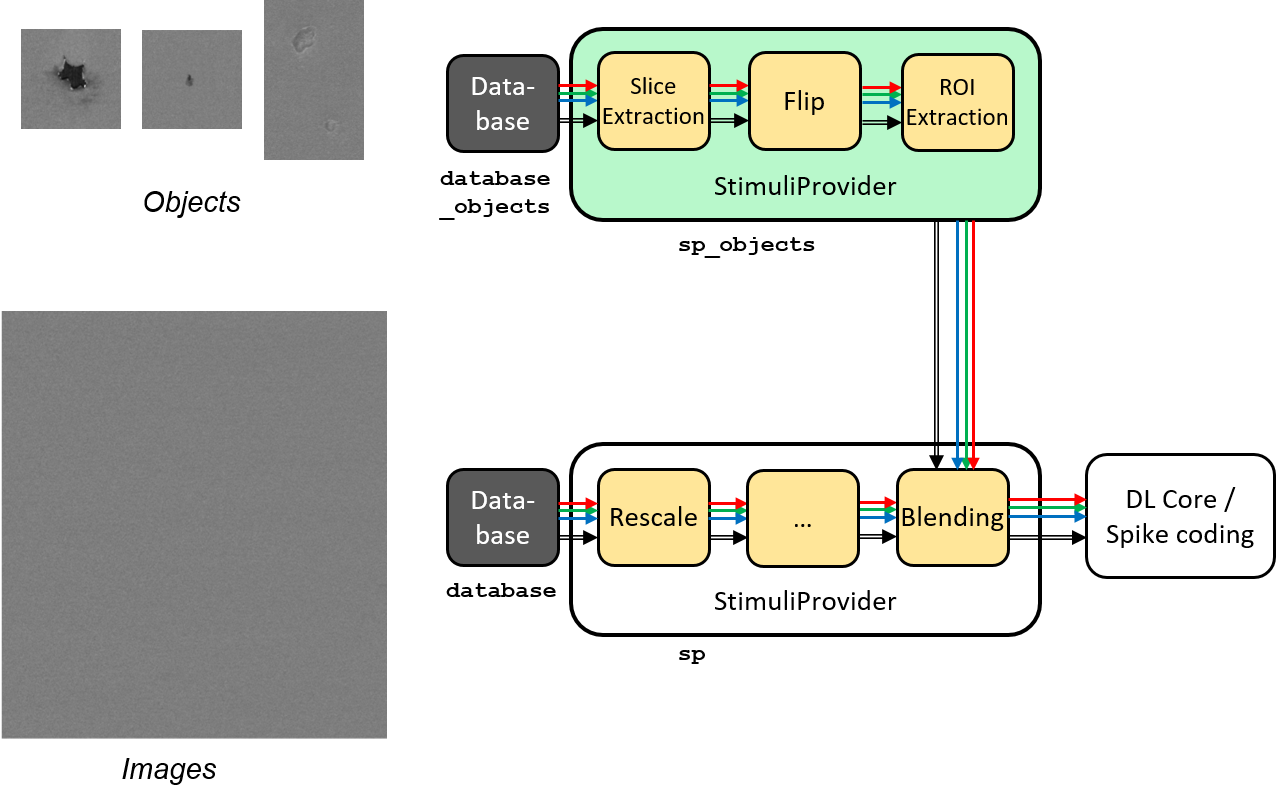 Objects
Images
Data-
base
database
_objects
Slice
Extraction
Flip
ROI
Extraction
StimuliProvider
sp_objects
Data-
base
database
Rescale
...
Blending
StimuliProvider
sp
DL Core /
Spike coding